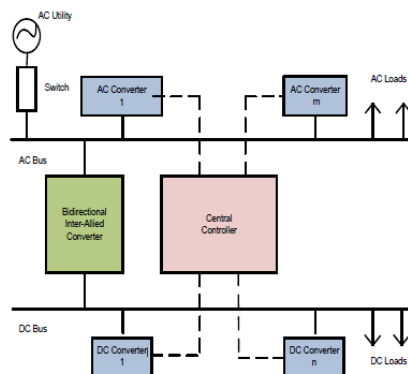 AC Utility
Switch
AC Converter
1
AC Converter
m
AC Loads
AC Bus
Bidirectional
Inter-Allied
Converter
Central
Controller
DC Bus
DC Converter
1
DC Converter
n
DC Loads